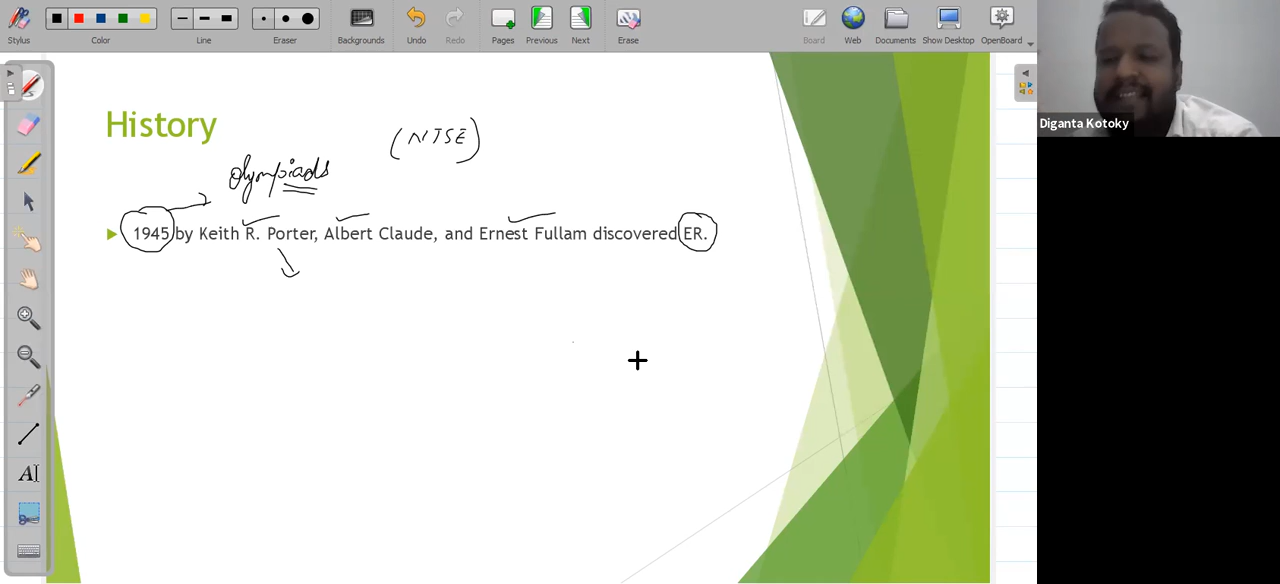 Stylus
Color
Line
Eraser
Backgrounds
Undo
Redo
Pages
Previous
Next
Erase
Board
Web
Documents
Show Desktop
OpenBoard
Diganta Kotoky
History
(NTSE)
Olympiads
1945 by Keith R. Porter, Albert Claude, and Ernest Fullam discovered ER.
AI